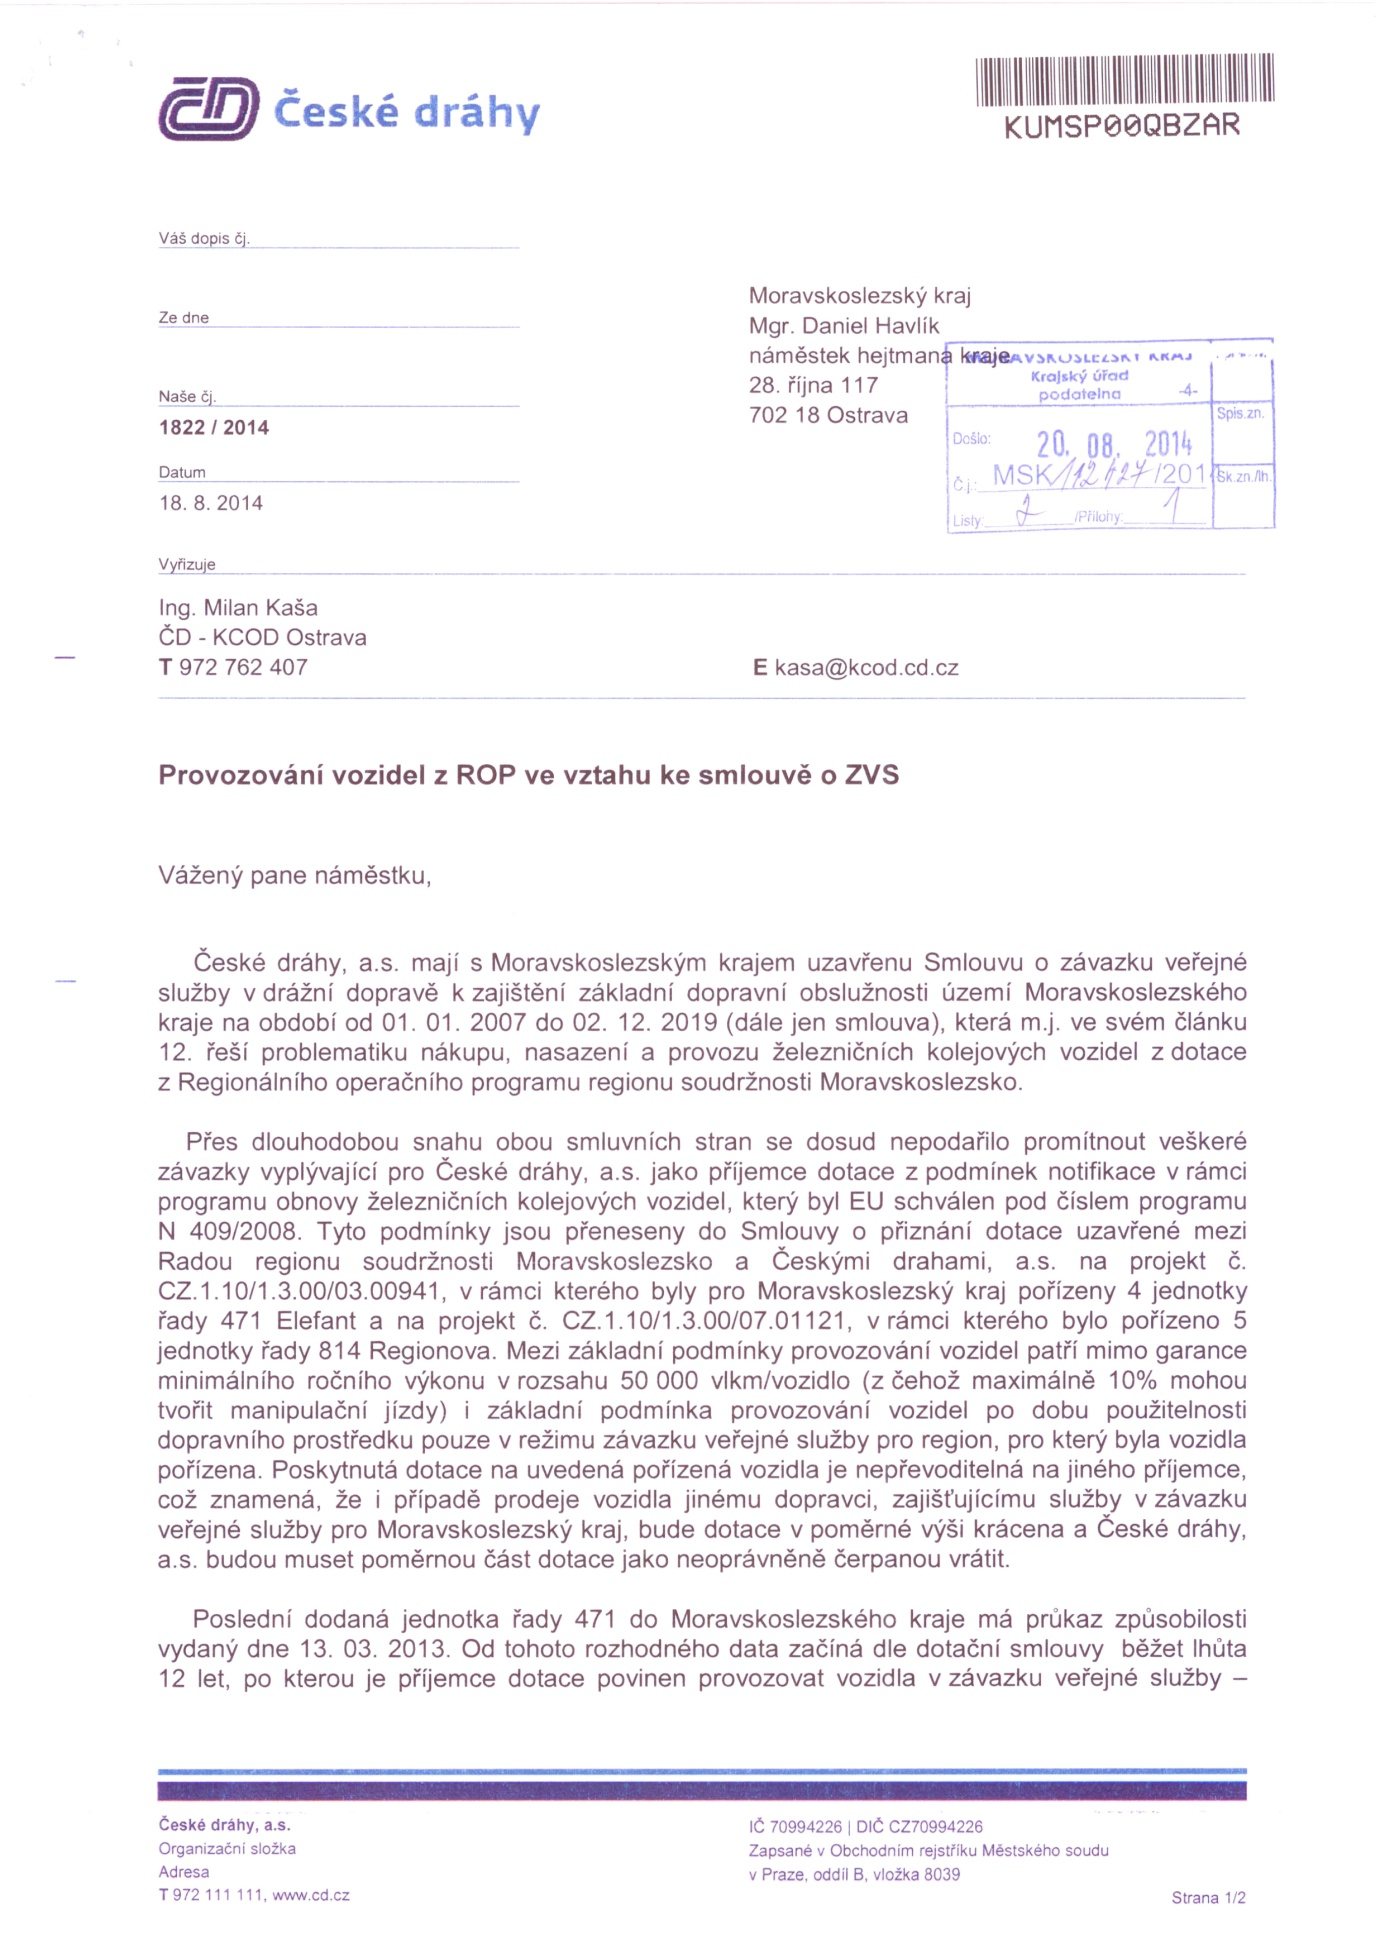 ČD České dráhy
KUMSP00QBZAR
Váš dopis čj.
Ze dne
Naše čj.
1822 / 2014
Datum
18. 8. 2014
Moravskoslezský kraj
Mgr. Daniel Havlík
náměstek hejtmana kraje
28. října 117
702 18 Ostrava
MORAVSKOSLEZSKÝ KRAJ
Krajský úřad
podatelna -4-
Spis.zn.
Došlo: 20. 08. 2014
Č.j.: MSK 112427/201
Sk.zn./lh.
Listy: 2 /Přílohy: 1
Vyřizuje
Ing. Milan Kaša
ČD - KCOD Ostrava
T 972 762 407 E kasa@kcod.cd.cz
Provozování vozidel z ROP ve vztahu ke smlouvě o ZVS
Vážený pane náměstku,
České dráhy, a.s. mají s Moravskoslezským krajem uzavřenu Smlouvu o závazku veřejné
služby v drážní dopravě k zajištění základní dopravní obslužnosti území Moravskoslezského
kraje na období od 01. 01. 2007 do 02. 12. 2019 (dále jen smlouva), která m.j. ve svém článku
12. řeší problematiku nákupu, nasazení a provozu železničních kolejových vozidel z dotace
z Regionálního operačního programu regionu soudržnosti Moravskoslezsko.
Přes dlouhodobou snahu obou smluvních stran se dosud nepodařilo promítnout veškeré
závazky vyplývající pro České dráhy, a.s. jako příjemce dotace z podmínek notifikace v rámci
programu obnovy železničních kolejových vozidel, který byl EU schválen pod číslem programu
N 409/2008. Tyto podmínky jsou přeneseny do Smlouvy o přiznání dotace uzavřené mezi
Radou regionu soudržnosti Moravskoslezsko a Českými drahami, a.s. na projekt č.
CZ.1.10/1.3.00/03.00941, v rámci kterého byly pro Moravskoslezský kraj pořízeny 4 jednotky
řady 471 Elefant a na projekt č. CZ.1.10/1.3.00/07.01121, v rámci kterého bylo pořízeno 5
jednotky řady 814 Regionova. Mezi základní podmínky provozování vozidel patří mimo garance
minimálního ročního výkonu v rozsahu 50 000 vlkm/vozidlo (z čehož maximálně 10% mohou
tvořit manipulační jízdy) i základní podmínka provozování vozidel po dobu použitelnosti
dopravního prostředku pouze v režimu závazku veřejné služby pro region, pro který byla vozidla
pořízena. Poskytnutá dotace na uvedená pořízená vozidla je nepřevoditelná na jiného příjemce,
což znamená, že i případě prodeje vozidla jinému dopravci, zajišťujícímu služby v závazku
veřejné služby pro Moravskoslezský kraj, bude dotace v poměrné výši krácena a České dráhy,
a.s. budou muset poměrnou část dotace jako neoprávněně čerpanou vrátit.
Poslední dodaná jednotka řady 471 do Moravskoslezského kraje má průkaz způsobilosti
vydaný dne 13. 03. 2013. Od tohoto rozhodného data začíná dle dotační smlouvy běžet lhůta
12 let, po kterou je příjemce dotace povinen provozovat vozidla v závazku veřejné služby –
České dráhy, a.s.
Organizační složka
Adresa
T 972 111 111, www.cd.cz
IČ 70994226 | DIČ CZ70994226
Zapsané v Obchodním rejstříku Městského soudu
v Praze, oddíl B, vložka 8039
Strana 1/2